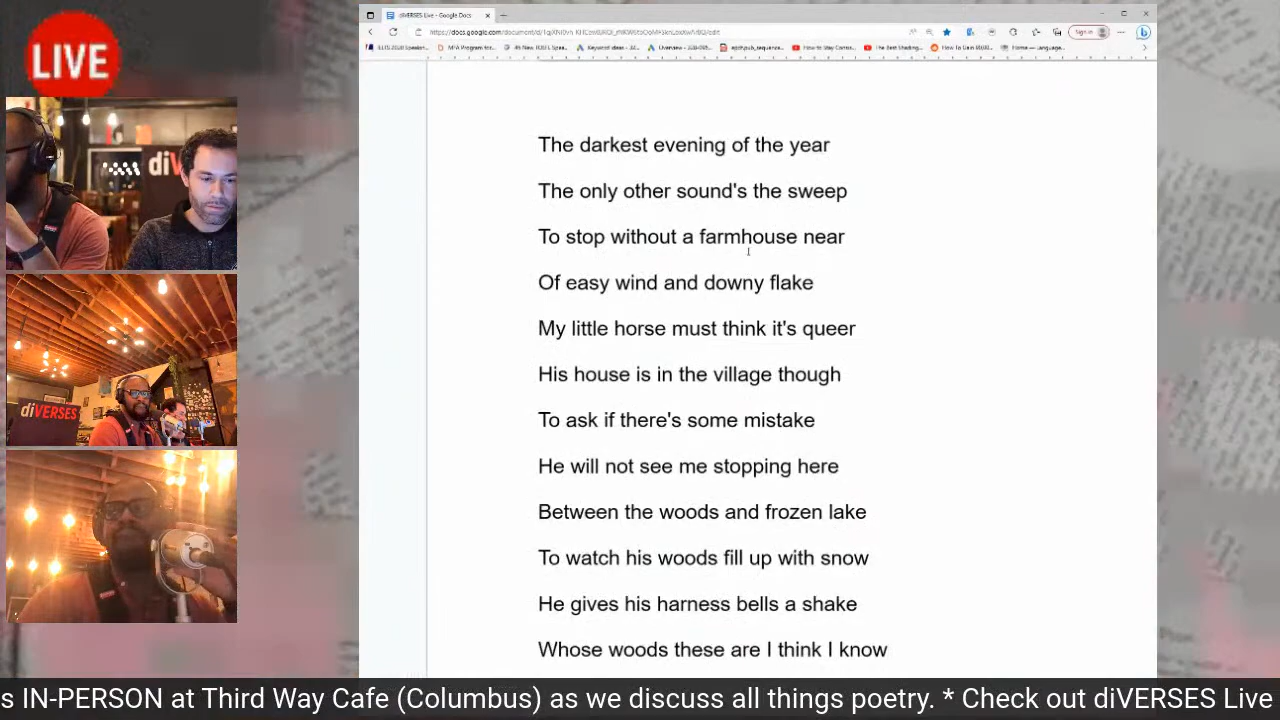 LIVE
diVERSES Live - Google Docs
The darkest evening of the year
The only other sound's the sweep
To stop without a farmhouse near
Of easy wind and downy flake
My little horse must think it's queer
His house is in the village though
To ask if there's some mistake
He will not see me stopping here
Between the woods and frozen lake
To watch his woods fill up with snow
He gives his harness bells a shake
Whose woods these are I think I know
diV
diVERSES
s IN-PERSON at Third Way Cafe (Columbus) as we discuss all things poetry. * Check out diVERSES Live